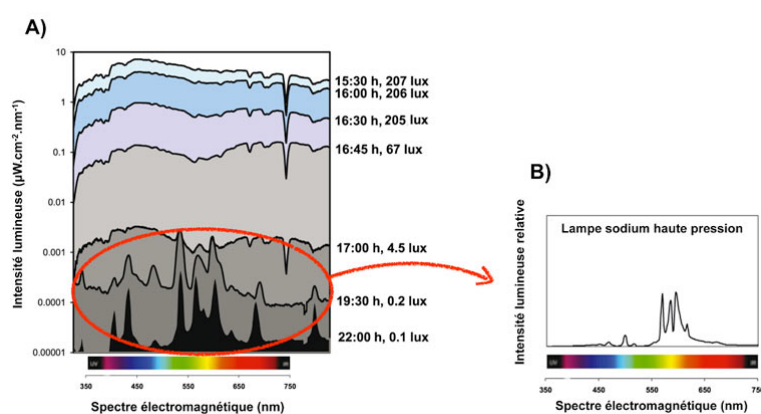 A)
Intensité lumineuse (µW.cm-2.nm-1)
10
1
0.1
0.01
0.001
0.0001
0.00001
15:30 h, 207 lux
16:00 h, 206 lux
16:30 h, 205 lux
16:45 h, 67 lux
17:00 h, 4.5 lux
19:30 h, 0.2 lux
22:00 h, 0.1 lux
UV
IR
350 450 550 650 750
Spectre électromagnétique (nm)
B)
Intensité lumineuse relative
Lampe sodium haute pression
UV
IR
350 450 550 650 750
Spectre électromagnétique (nm)